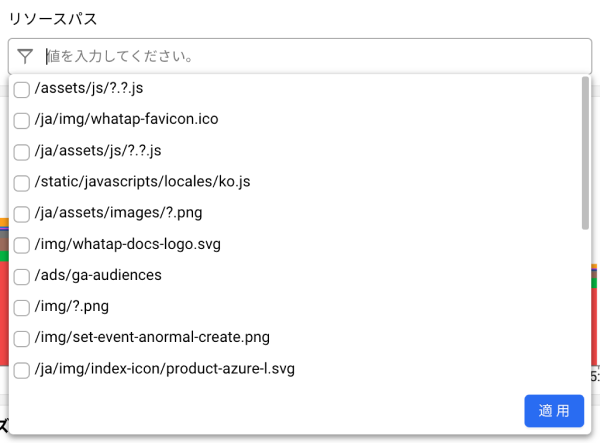 リソースパス
値を入力してください。
/assets/js/?.?.js
/ja/img/whatap-favicon.ico
/ja/assets/js/?.?.js
/static/javascripts/locales/ko.js
/ja/assets/images/?.png
/img/whatap-docs-logo.svg
/ads/ga-audiences
/img/?.png
/img/set-event-anormal-create.png
/ja/img/index-icon/product-azure-l.svg
5:
適用
ズ